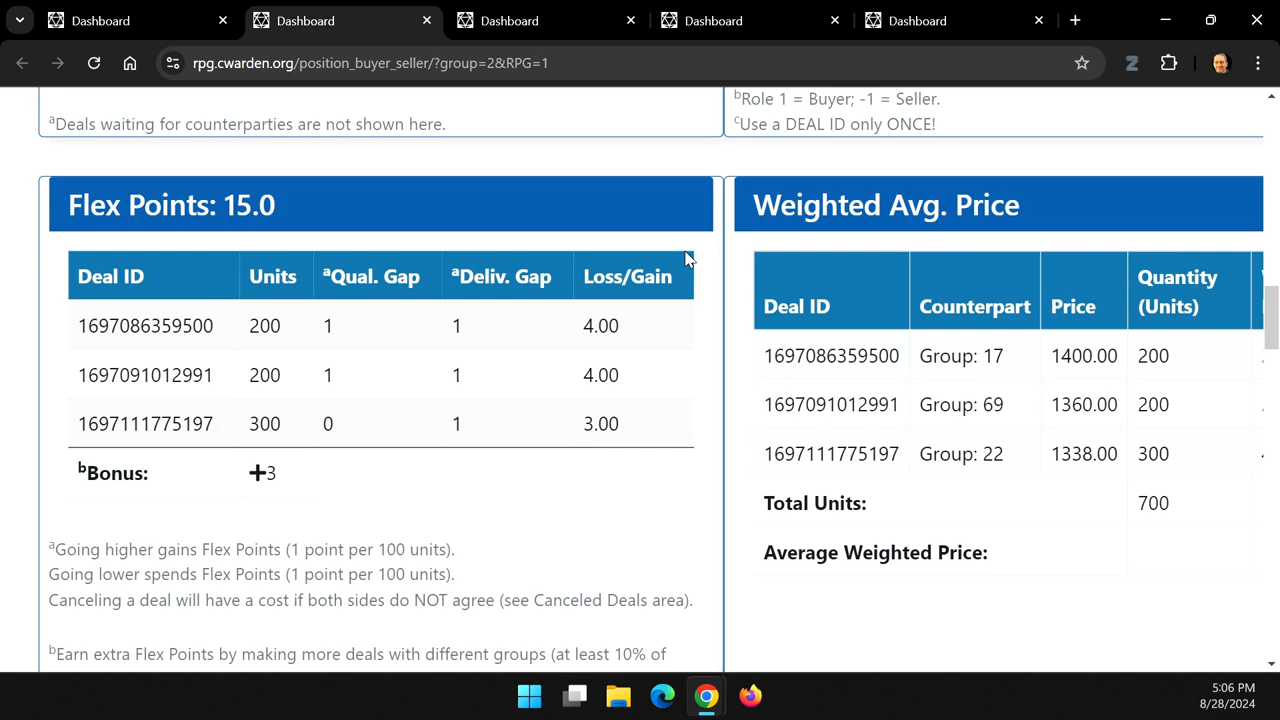 Dashboard
Dashboard
Dashboard
Dashboard
Dashboard
rpg.cwarden.org/position_buyer_seller/?group=2&RPG=1
aDeals waiting for counterparties are not shown here.
bRole 1 = Buyer; -1 = Seller.
cUse a DEAL ID only ONCE!
Flex Points: 15.0
Deal ID Units aQual. Gap aDeliv. Gap Loss/Gain
1697086359500 200 1 1 4.00
1697091012991 200 1 1 4.00
1697111775197 300 0 1 3.00
bBonus: +3
aGoing higher gains Flex Points (1 point per 100 units).
Going lower spends Flex Points (1 point per 100 units).
Canceling a deal will have a cost if both sides do NOT agree (see Canceled Deals area).
bEarn extra Flex Points by making more deals with different groups (at least 10% of
Weighted Avg. Price
Deal ID Counterpart Price Quantity (Units)
1697086359500 Group: 17 1400.00 200
1697091012991 Group: 69 1360.00 200
1697111775197 Group: 22 1338.00 300
Total Units: 700
Average Weighted Price:
5:06 PM
8/28/2024